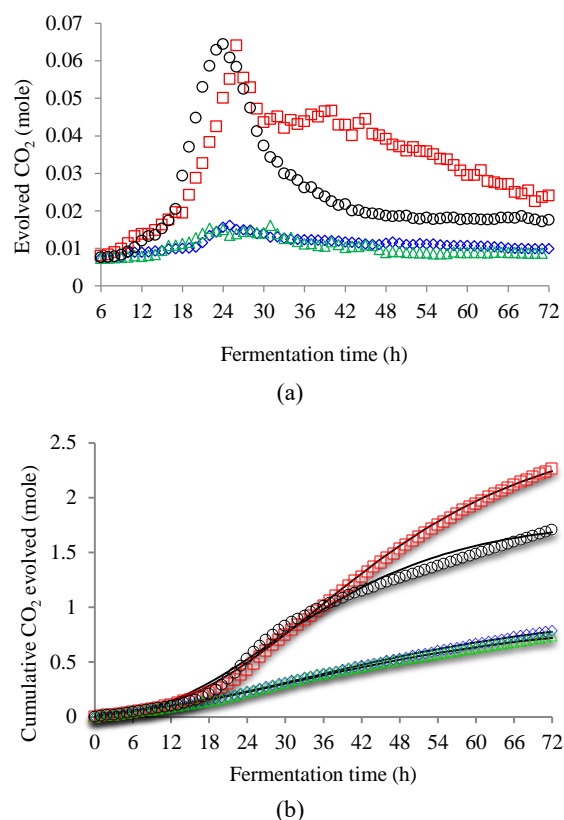 0.07
0.06
0.05
0.04
0.03
0.02
0.01
0
Evolved CO₂ (mole)
6 12 18 24 30 36 42 48 54 60 66 72
Fermentation time (h)
(a)
2.5
2
1.5
1
0.5
0
Cumulative CO₂ evolved (mole)
0 6 12 18 24 30 36 42 48 54 60 66 72
Fermentation time (h)
(b)